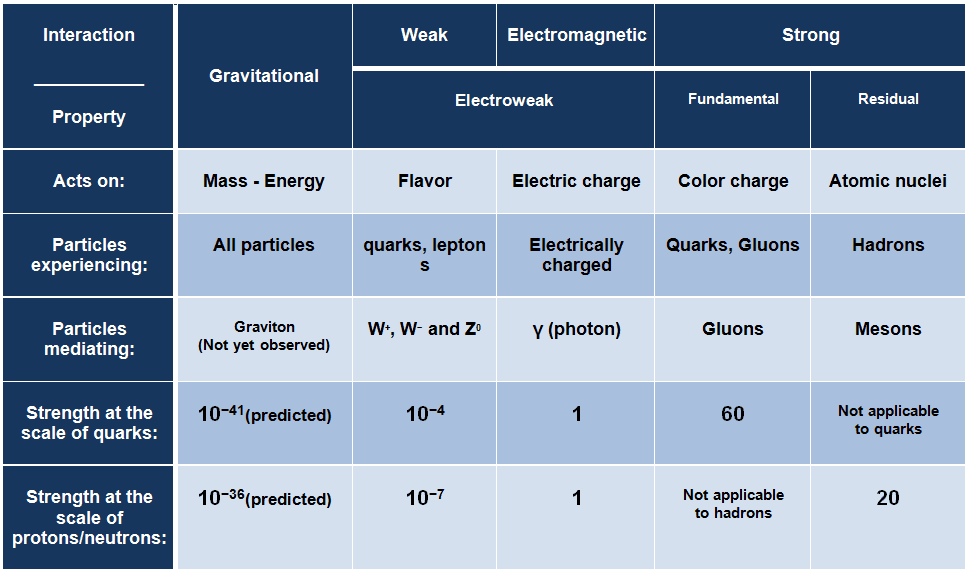 Interaction
Property
Gravitational
Weak
Electromagnetic
Strong
Electroweak
Fundamental
Residual
Acts on:
Mass - Energy
Flavor
Electric charge
Color charge
Atomic nuclei
Particles
experiencing:
All particles
quarks, lepton
s
Electrically
charged
Quarks, Gluons
Hadrons
Particles
mediating:
Graviton
(Not yet observed)
W⁺, W⁻ and Z⁰
γ (photon)
Gluons
Mesons
Strength at the
scale of quarks:
10⁻⁴¹(predicted)
10⁻⁴
1
60
Not applicable
to quarks
Strength at the
scale of
protons/neutrons:
10⁻³⁶(predicted)
10⁻⁷
1
Not applicable
to hadrons
20